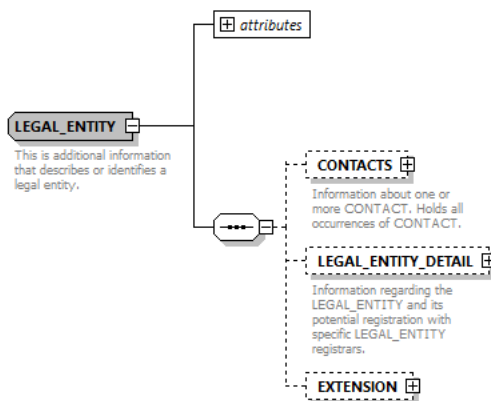 attributes
LEGAL_ENTITY
This is additional information
that describes or identifies a
legal entity.
CONTACTS
Information about one or
more CONTACT. Holds all
occurrences of CONTACT.
LEGAL_ENTITY_DETAIL
Information regarding the
LEGAL_ENTITY and its
potential registration with
specific LEGAL_ENTITY
registrars.
EXTENSION